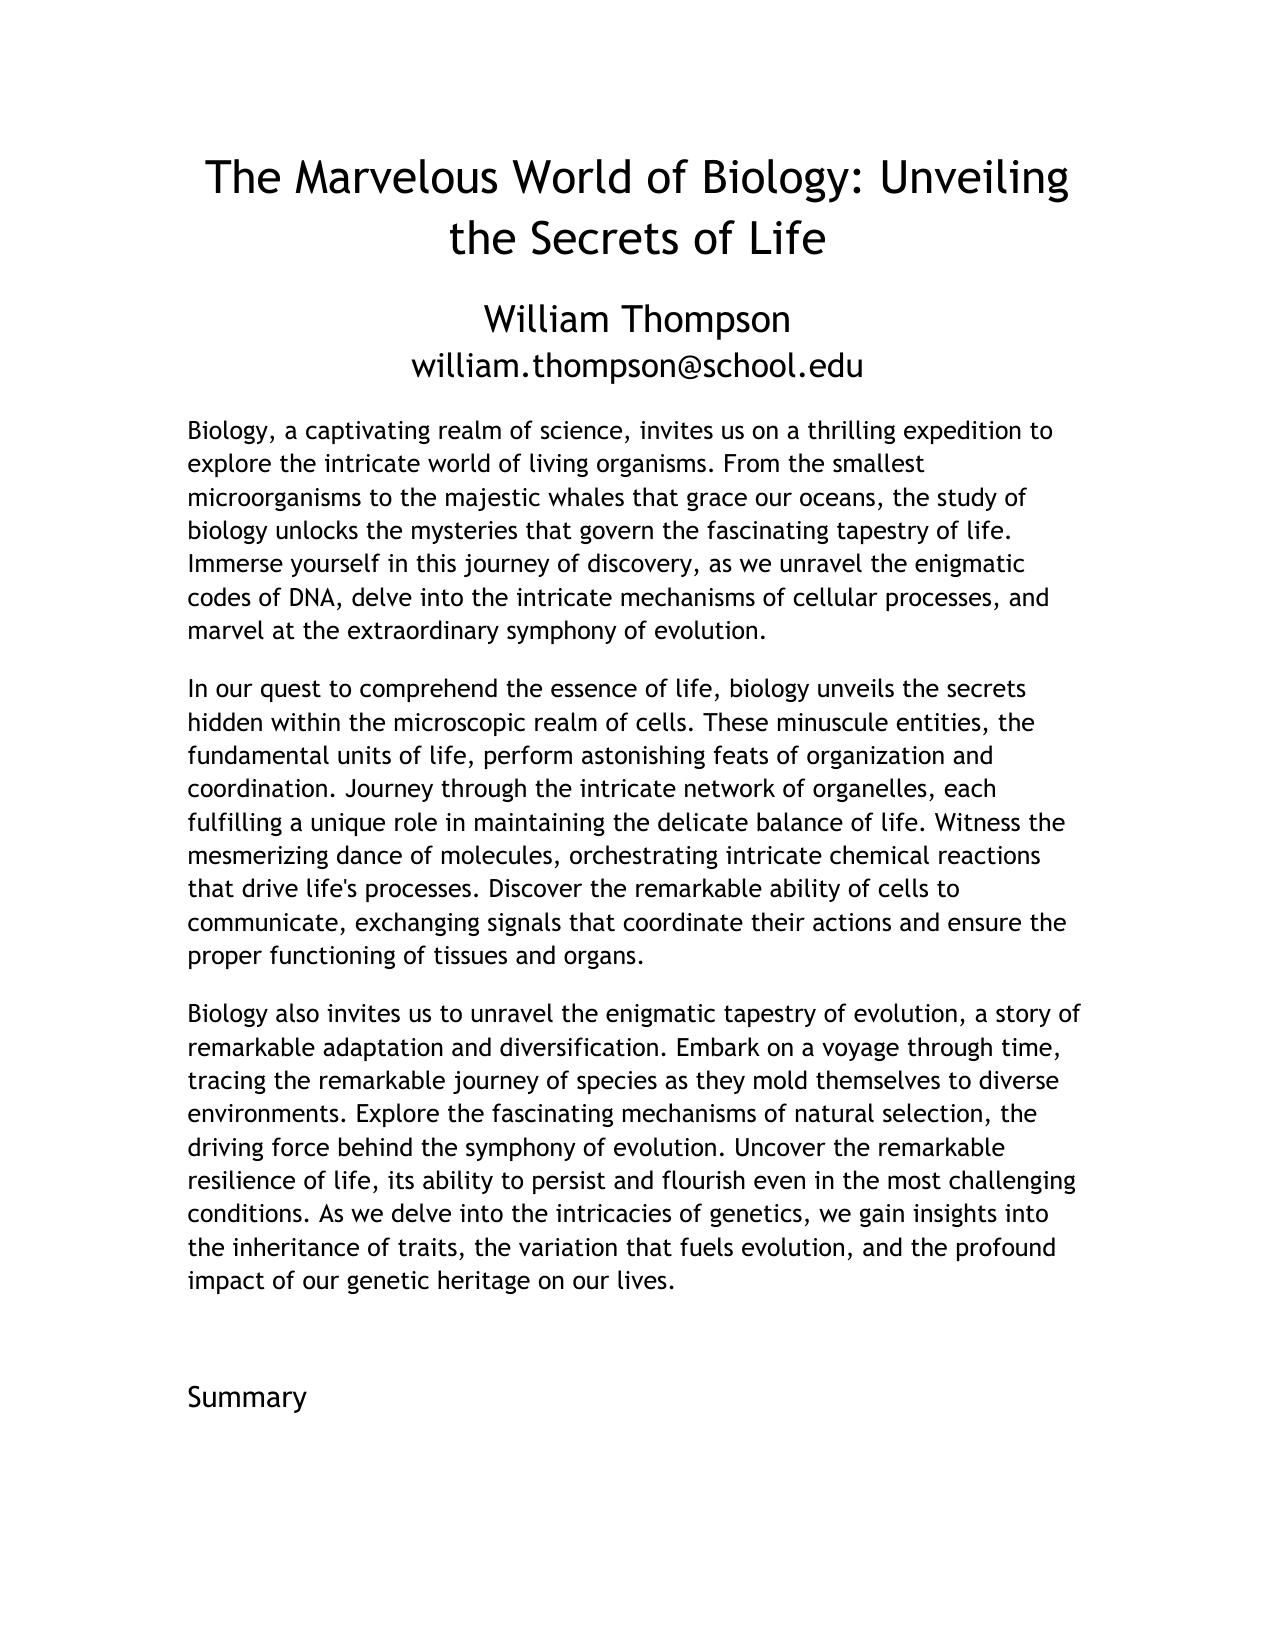 The Marvelous World of Biology: Unveiling
the Secrets of Life
William Thompson
william.thompson@school.edu
Biology, a captivating realm of science, invites us on a thrilling expedition to
explore the intricate world of living organisms. From the smallest
microorganisms to the majestic whales that grace our oceans, the study of
biology unlocks the mysteries that govern the fascinating tapestry of life.
Immerse yourself in this journey of discovery, as we unravel the enigmatic
codes of DNA, delve into the intricate mechanisms of cellular processes, and
marvel at the extraordinary symphony of evolution.
In our quest to comprehend the essence of life, biology unveils the secrets
hidden within the microscopic realm of cells. These minuscule entities, the
fundamental units of life, perform astonishing feats of organization and
coordination. Journey through the intricate network of organelles, each
fulfilling a unique role in maintaining the delicate balance of life. Witness the
mesmerizing dance of molecules, orchestrating intricate chemical reactions
that drive life's processes. Discover the remarkable ability of cells to
communicate, exchanging signals that coordinate their actions and ensure the
proper functioning of tissues and organs.
Biology also invites us to unravel the enigmatic tapestry of evolution, a story of
remarkable adaptation and diversification. Embark on a voyage through time,
tracing the remarkable journey of species as they mold themselves to diverse
environments. Explore the fascinating mechanisms of natural selection, the
driving force behind the symphony of evolution. Uncover the remarkable
resilience of life, its ability to persist and flourish even in the most challenging
conditions. As we delve into the intricacies of genetics, we gain insights into
the inheritance of traits, the variation that fuels evolution, and the profound
impact of our genetic heritage on our lives.
Summary